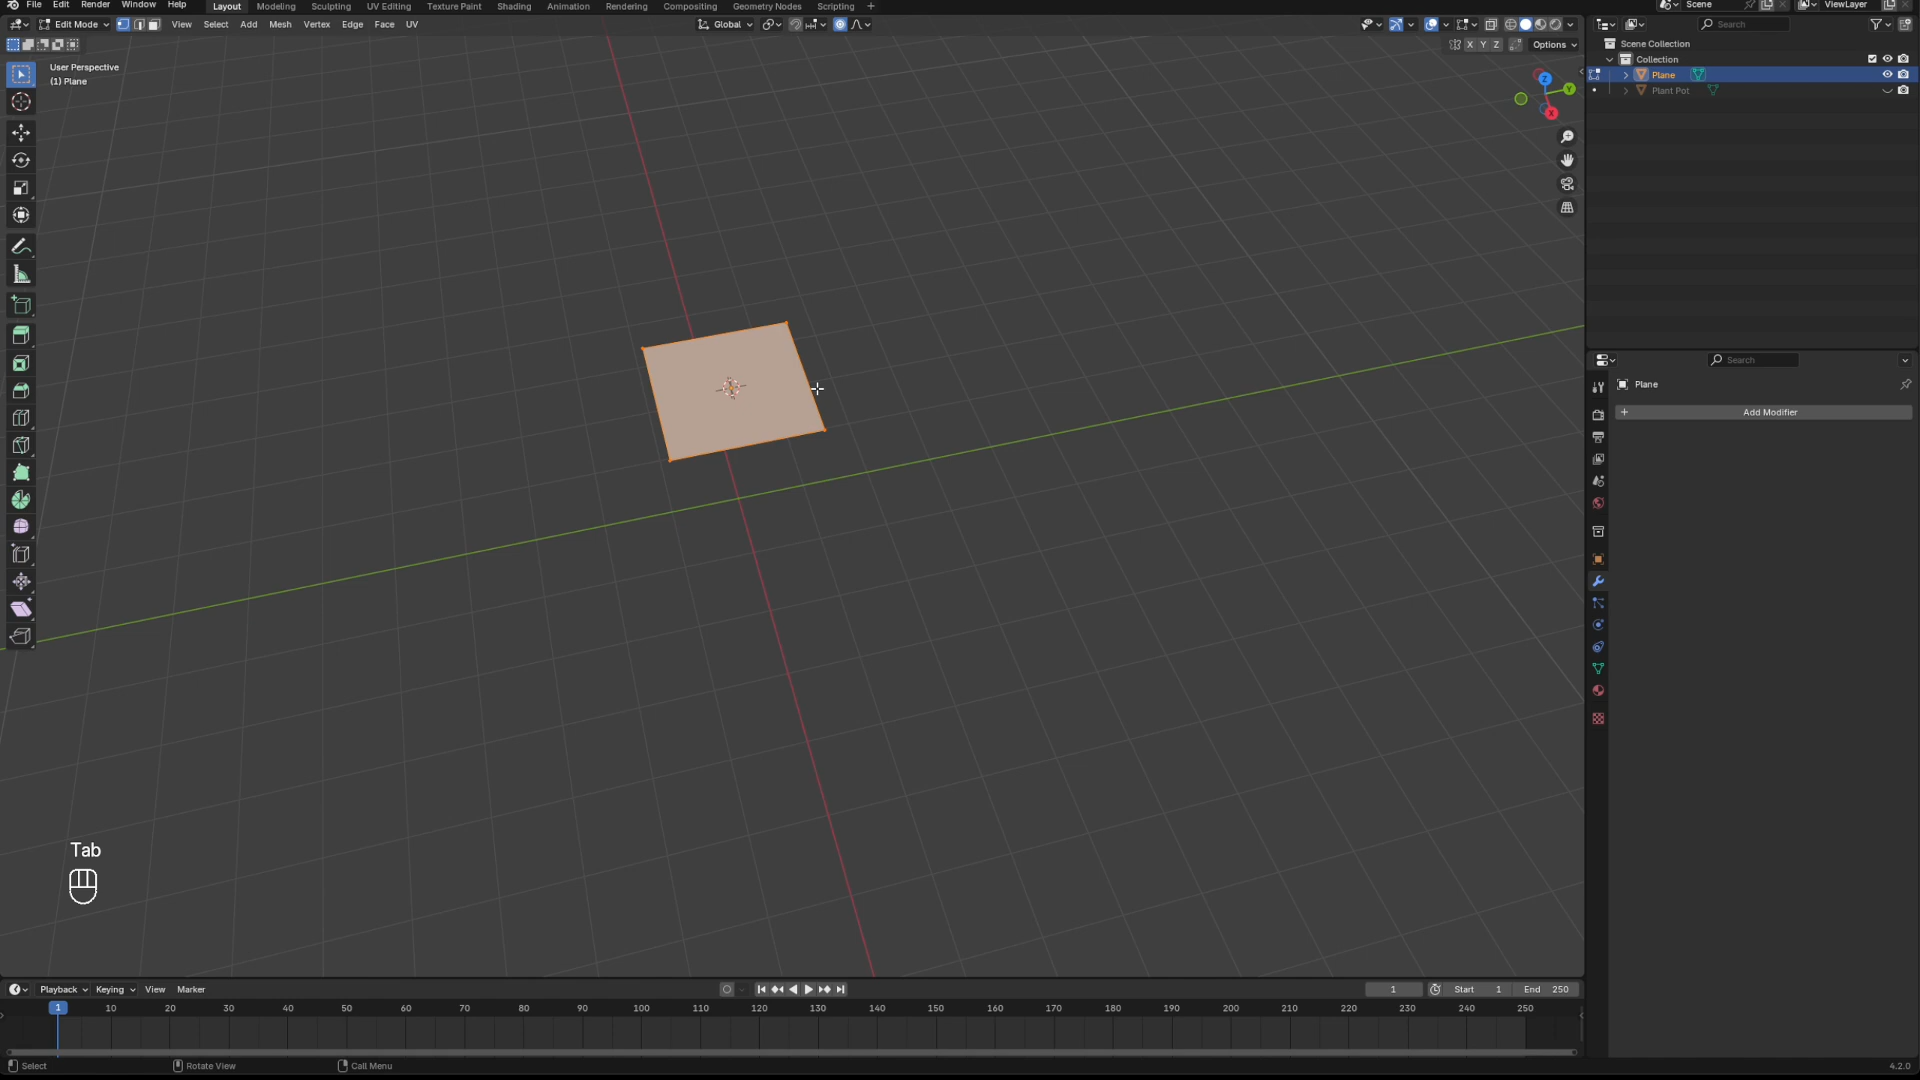 File Edit Render Window Help Layout Modeling Sculpting UV Editing Texture Paint Shading Animation Rendering Compositing Geometry Nodes Scripting + Scene ViewLayer
Edit Mode View Select Add Mesh Vertex Edge Face UV Global Search
X Y Z Options
User Perspective
(1) Plane
Scene Collection
Collection
Plane
Plant Pot
Z
Y
X
Search
Plane
+ Add Modifier
Tab
Playback Keying View Marker 1 Start 1 End 250
1 10 20 30 40 50 60 70 80 90 100 110 120 130 140 150 160 170 180 190 200 210 220 230 240 250
Select Rotate View Call Menu 4.2.0